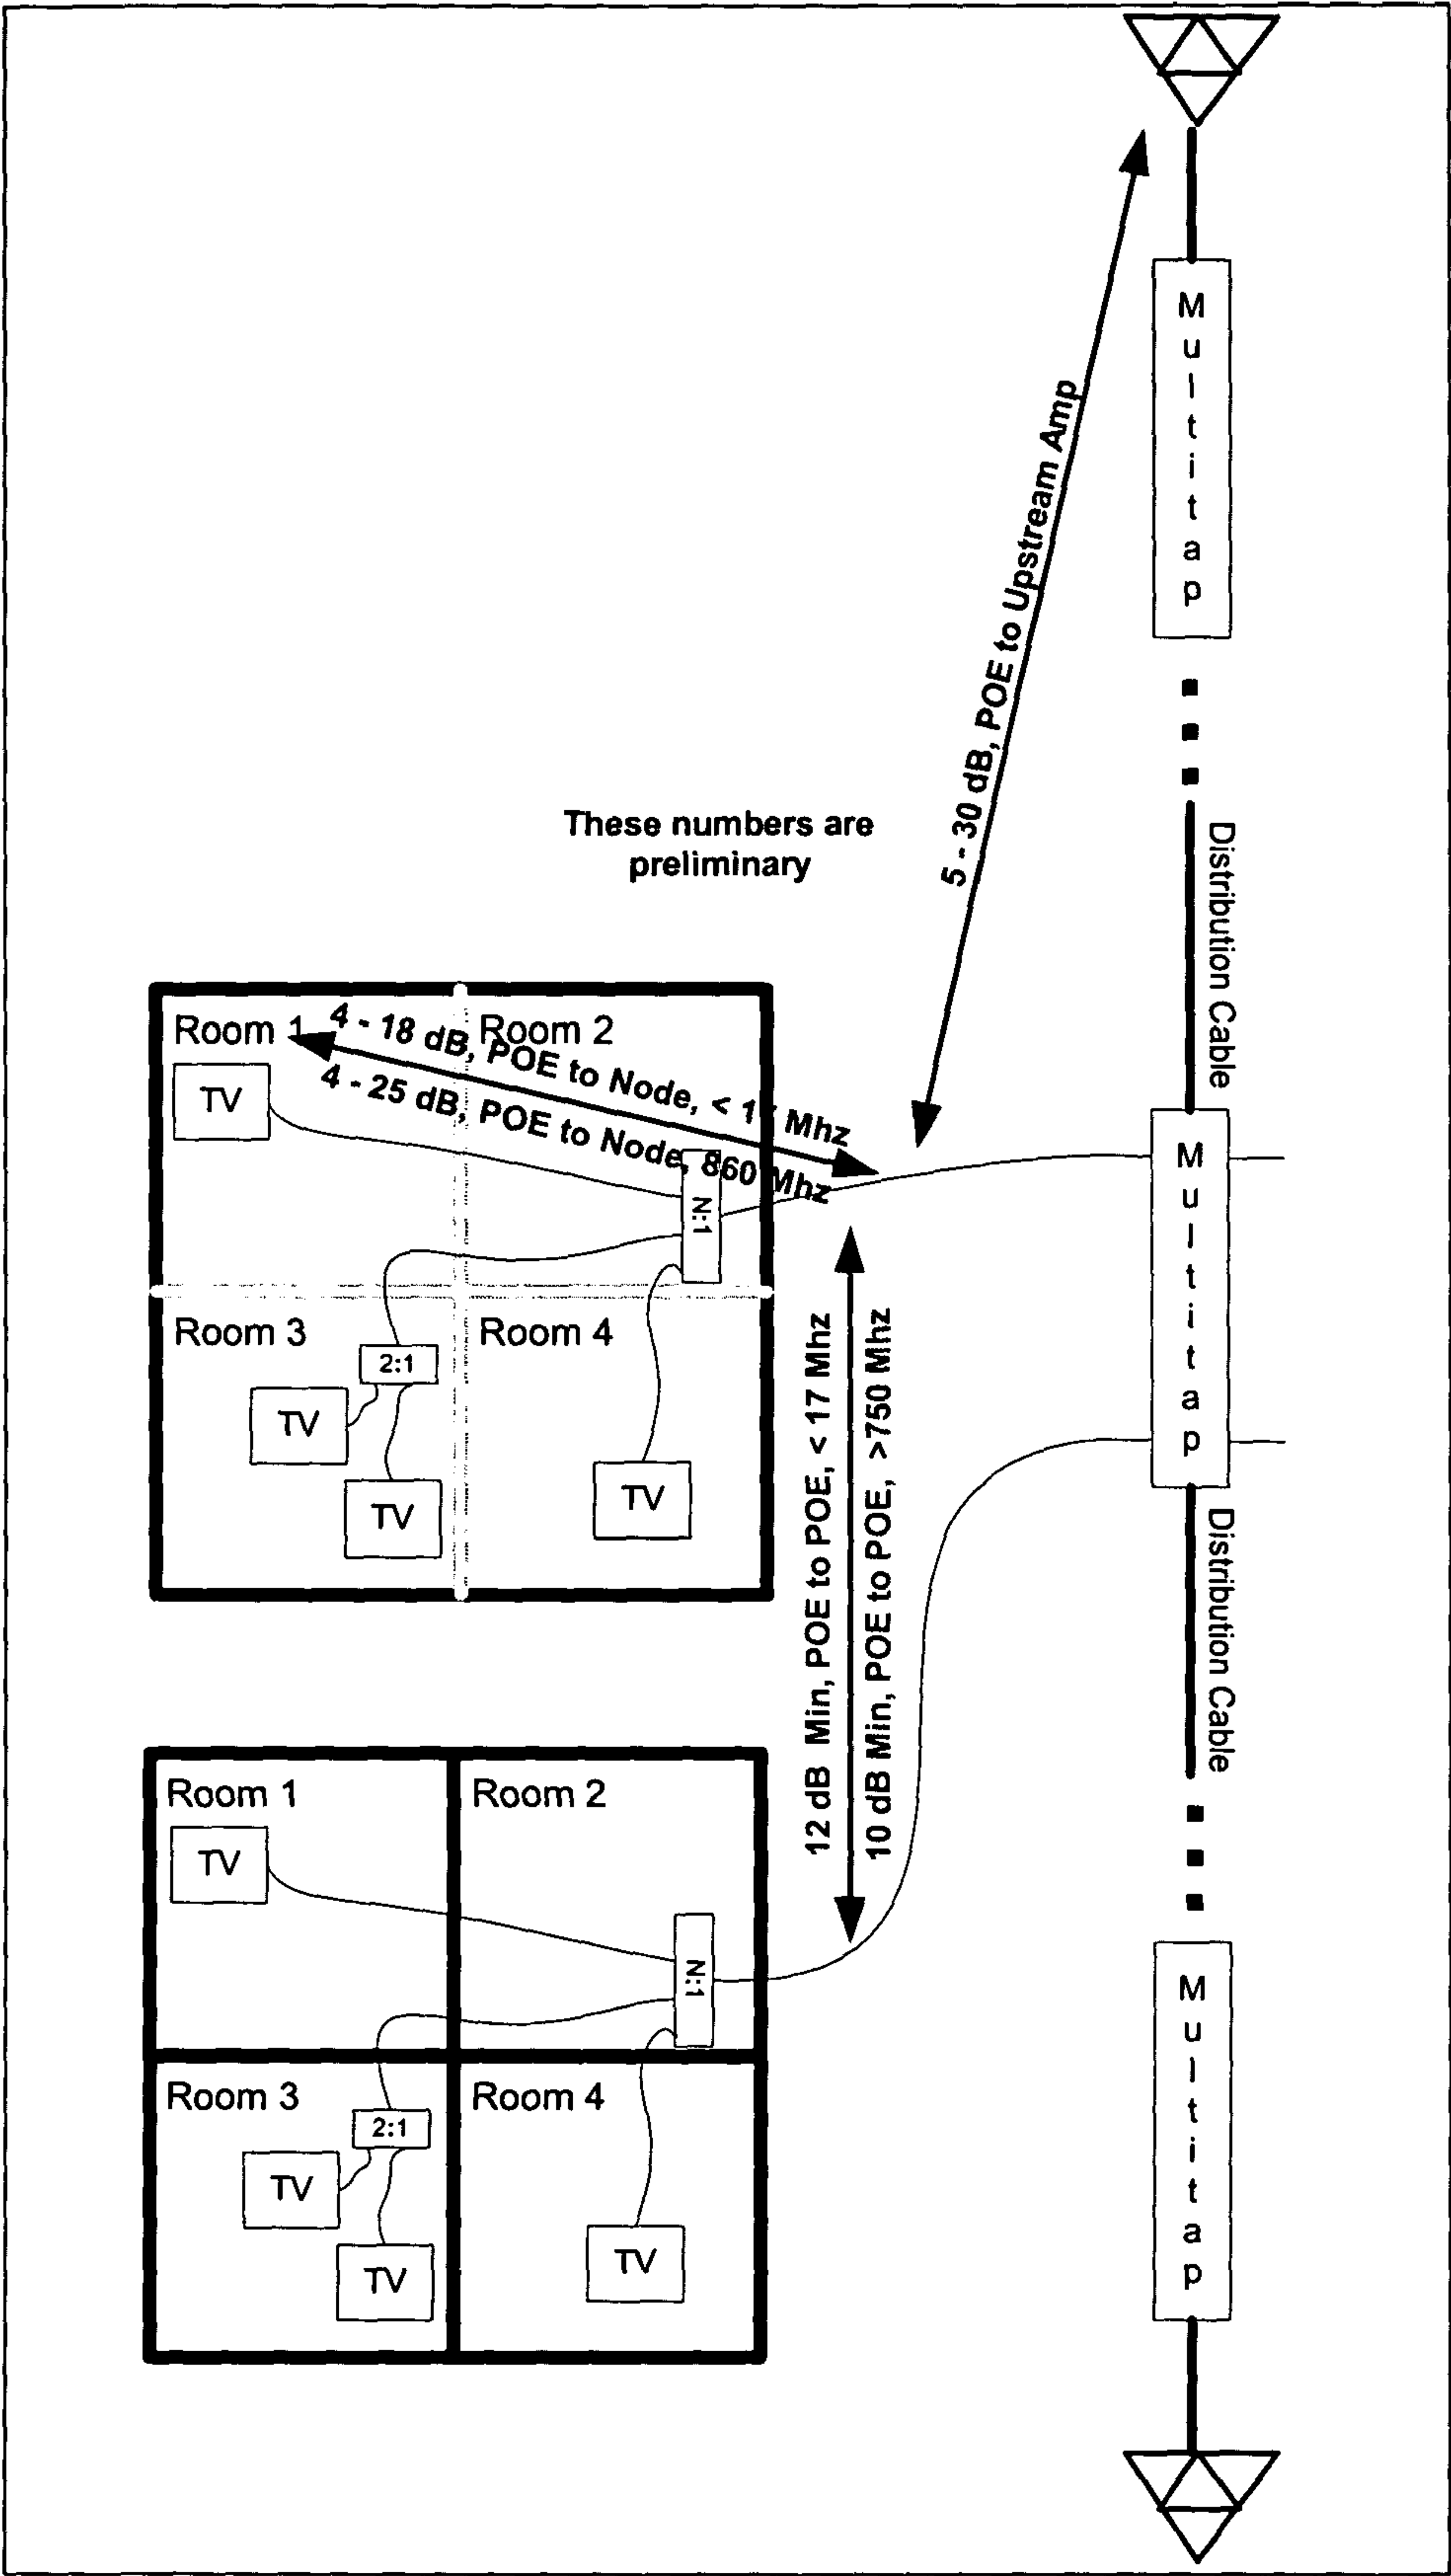 Multitap
5 - 30 dB, POE to Upstream Amp
These numbers are
preliminary
Distribution Cable
Room 1
Room 2
4 - 18 dB, POE to Node, < 17 Mhz
4 - 25 dB, POE to Node, 860 Mhz
TV
N:1
Multitap
Room 3
Room 4
2:1
TV
TV
TV
12 dB Min, POE to POE, < 17 Mhz
10 dB Min, POE to POE, >750 Mhz
Distribution Cable
Room 1
Room 2
TV
N:1
Room 3
Room 4
2:1
TV
TV
TV
Multitap